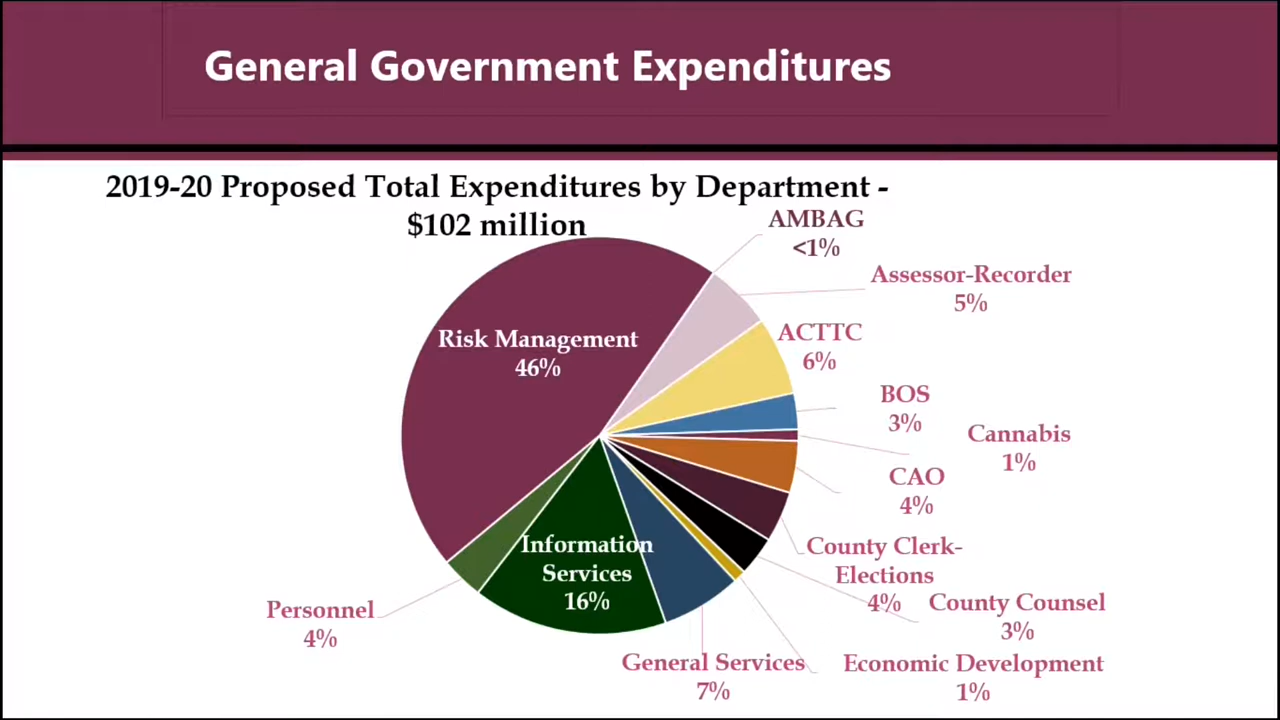 General Government Expenditures
2019-20 Proposed Total Expenditures by Department -
$102 million
AMBAG
<1%
Assessor-Recorder
5%
ACTTC
6%
BOS
3%
Cannabis
1%
CAO
4%
County Clerk-
Elections
4%
County Counsel
3%
Economic Development
1%
General Services
7%
Information
Services
16%
Personnel
4%
Risk Management
46%